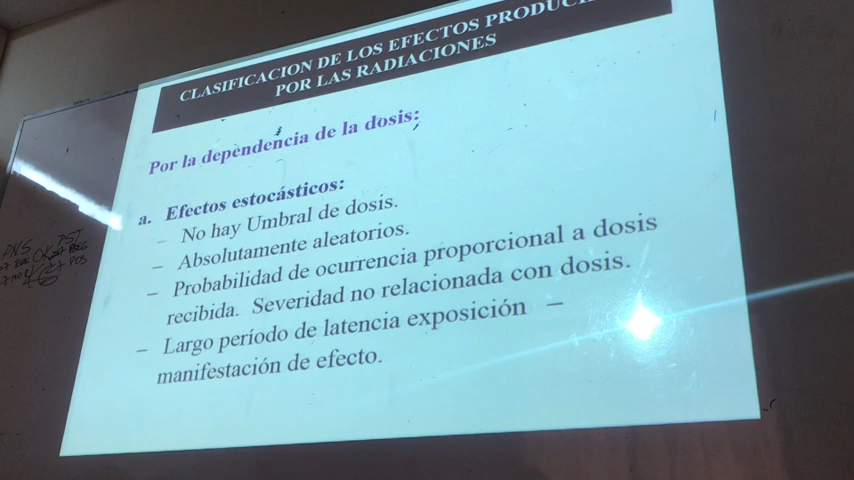 CLASIFICACION DE LOS EFECTOS
POR LAS RADIACIONES
Por la dependencia de la dosis:
a. Efectos estocásticos:
– No hay Umbral de dosis.
– Absolutamente aleatorios.
– Probabilidad de ocurrencia proporcional a dosis
recibida. Severidad no relacionada con dosis.
– Largo período de latencia exposición –
manifestación de efecto.
PNS